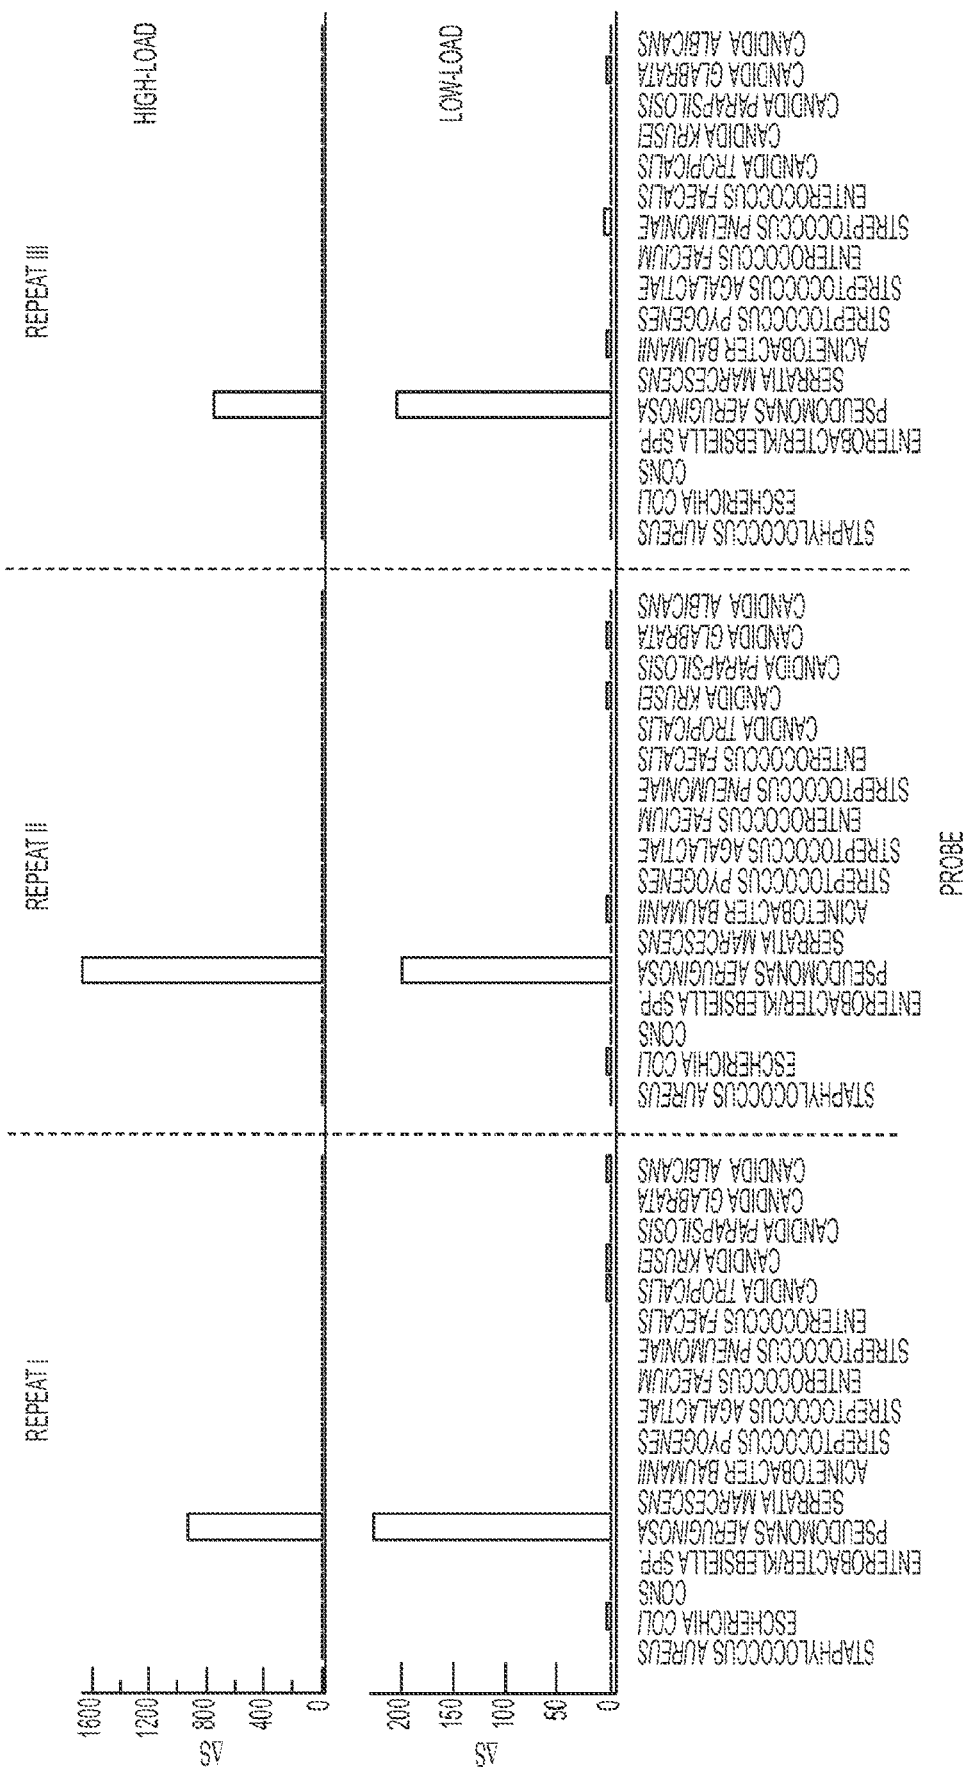 REPEAT I
REPEAT II
REPEAT III
HIGH-LOAD
ΔS
1600
1200
800
400
0
LOW-LOAD
ΔS
200
150
100
50
0
STAPHYLOCOCCUS AUREUS
ESCHERICHIA COLI
CONS
ENTEROBACTER/KLEBSIELLA SPP.
PSEUDOMONAS AERUGINOSA
SERRATIA MARCESCENS
ACINETOBACTER BAUMANII
STREPTOCOCCUS PYOGENES
STREPTOCOCCUS AGALACTIAE
ENTEROCOCCUS FAECIUM
STREPTOCOCCUS PNEUMONIAE
ENTEROCOCCUS FAECALIS
CANDIDA TROPICALIS
CANDIDA KRUSEI
CANDIDA PARAPSILOSIS
CANDIDA GLABRATA
CANDIDA ALBICANS
STAPHYLOCOCCUS AUREUS
ESCHERICHIA COLI
CONS
ENTEROBACTER/KLEBSIELLA SPP.
PSEUDOMONAS AERUGINOSA
SERRATIA MARCESCENS
ACINETOBACTER BAUMANII
STREPTOCOCCUS PYOGENES
STREPTOCOCCUS AGALACTIAE
ENTEROCOCCUS FAECIUM
STREPTOCOCCUS PNEUMONIAE
ENTEROCOCCUS FAECALIS
CANDIDA TROPICALIS
CANDIDA KRUSEI
CANDIDA PARAPSILOSIS
CANDIDA GLABRATA
CANDIDA ALBICANS
STAPHYLOCOCCUS AUREUS
ESCHERICHIA COLI
CONS
ENTEROBACTER/KLEBSIELLA SPP.
PSEUDOMONAS AERUGINOSA
SERRATIA MARCESCENS
ACINETOBACTER BAUMANII
STREPTOCOCCUS PYOGENES
STREPTOCOCCUS AGALACTIAE
ENTEROCOCCUS FAECIUM
STREPTOCOCCUS PNEUMONIAE
ENTEROCOCCUS FAECALIS
CANDIDA TROPICALIS
CANDIDA KRUSEI
CANDIDA PARAPSILOSIS
CANDIDA GLABRATA
CANDIDA ALBICANS
PROBE